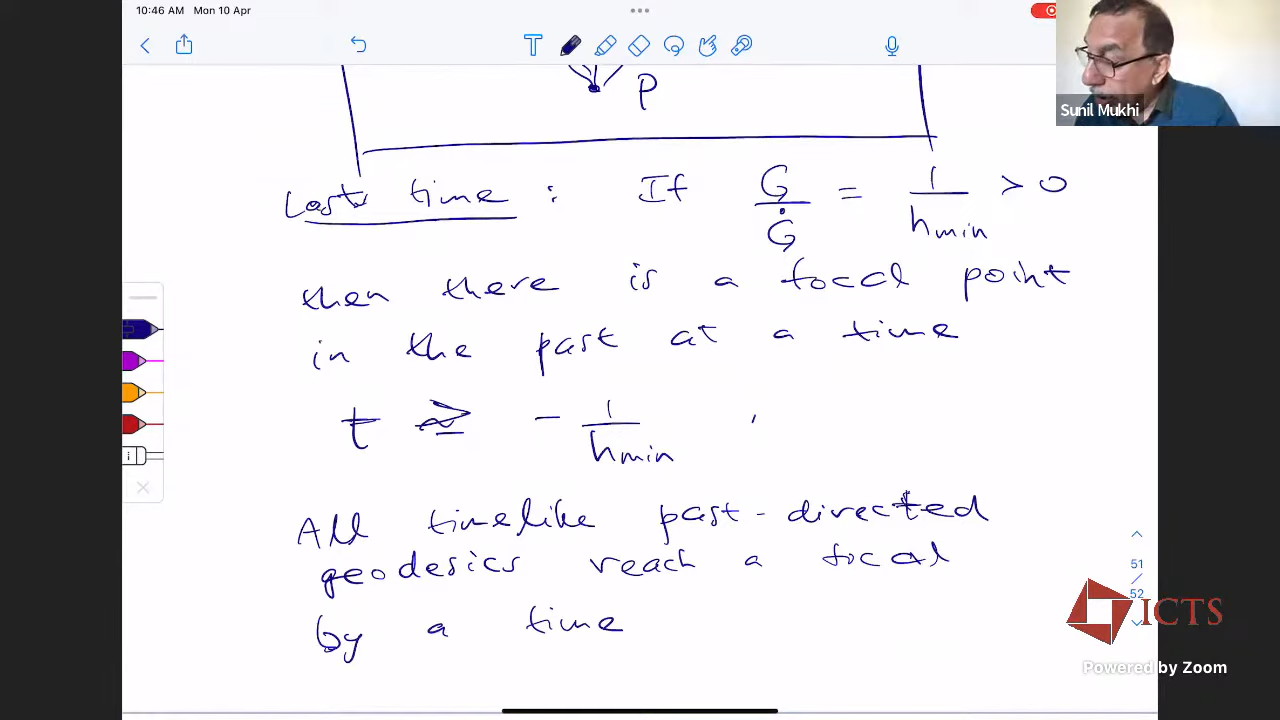 10:46 AM Mon 10 Apr
Sunil Mukhi
P
Last time : If G/Ġ = 1/hmin > 0
then there is a focal point
in the past at a time
t ≥ - 1/hmin
All timelike past-directed
geodesics reach a focal
by a time
51
/
52
ICTS
Powered by Zoom